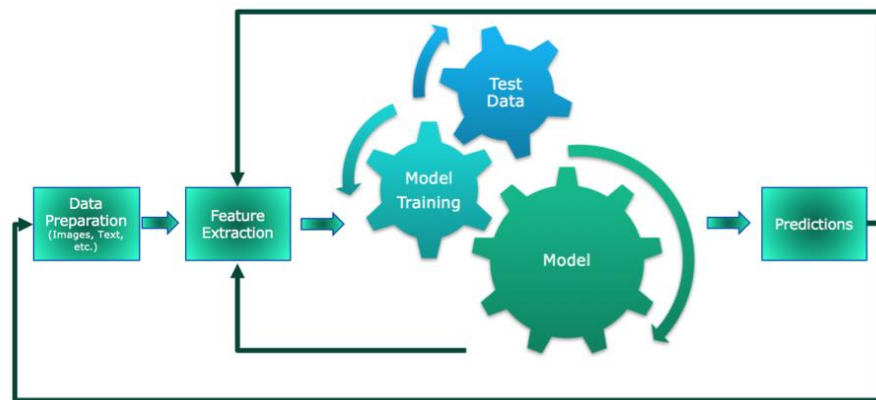 Data
Preparation
(Images, Text,
etc.)
Feature
Extraction
Test
Data
Model
Training
Model
Predictions